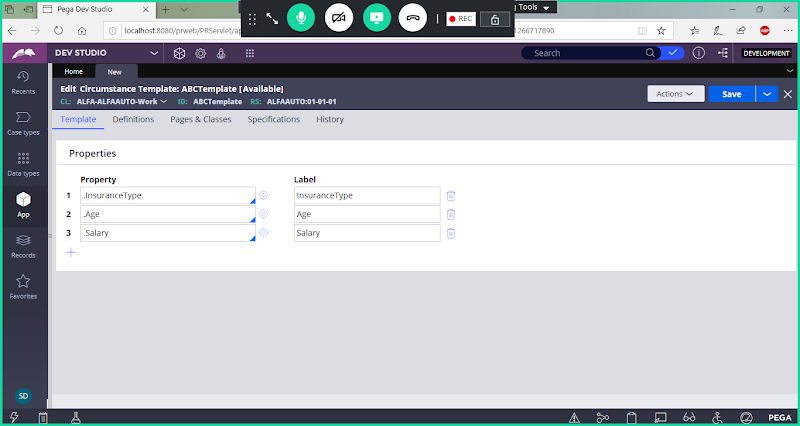 g Tools
Pega Dev Studio
REC
localhost:8080/prweb/PRServlet/ap
1266717890
ABP
DEV STUDIO
Search
DEVELOPMENT
Home
New
Recents
Case types
Data types
App
Records
Favorites
SD
Edit Circumstance Template: ABCTemplate [Available]
CL: ALFA-ALFAAUTO-Work ID: ABCTemplate RS: ALFAAUTO:01-01-01
Actions
Save
Template Definitions Pages & Classes Specifications History
Properties
Property Label
1 .InsuranceType InsuranceType
2 .Age Age
3 .Salary Salary
PEGA